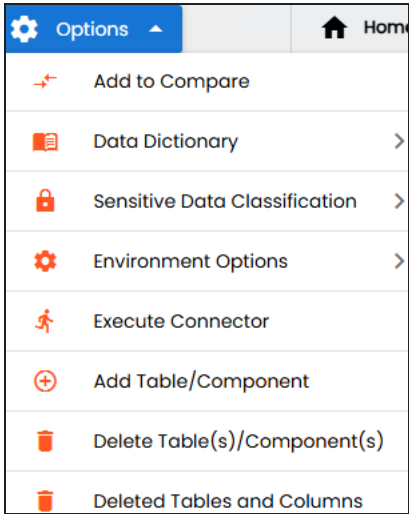 Options
Home
Add to Compare
Data Dictionary
Sensitive Data Classification
Environment Options
Execute Connector
Add Table/Component
Delete Table(s)/Component(s)
Deleted Tables and Columns